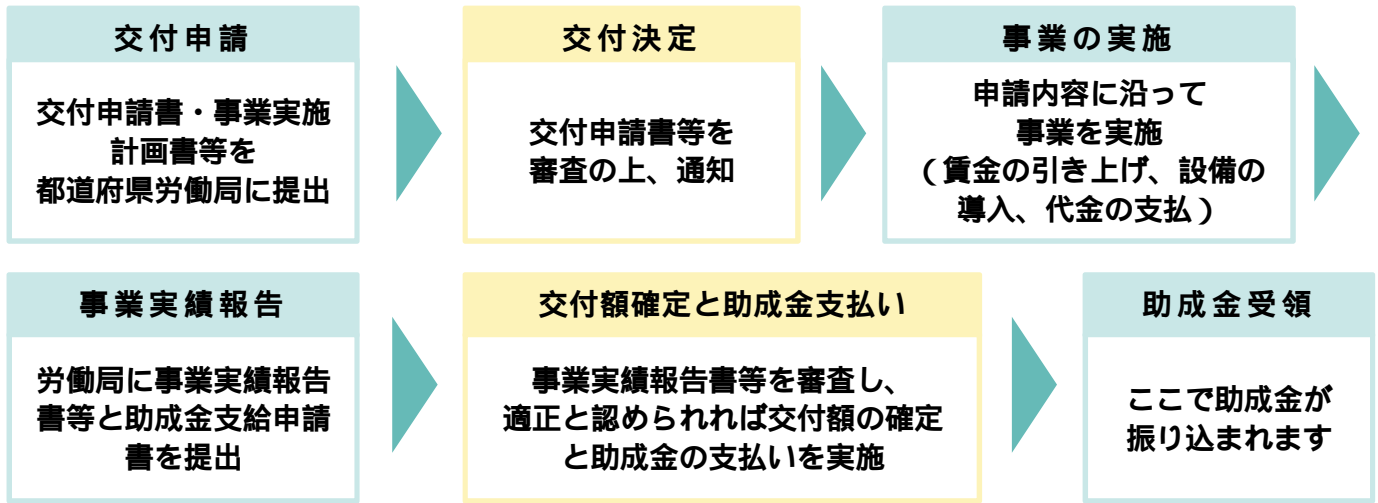 交付申請
交付申請書・事業実施
計画書等を
都道府県労働局に提出
交付決定
交付申請書等を
審査の上、通知
事業の実施
申請内容に沿って
事業を実施
(賃金の引き上げ、設備の
導入、代金の支払)
事業実績報告
労働局に事業実績報告
書等と助成金支給申請
書を提出
交付額確定と助成金支払い
事業実績報告書等を審査し、
適正と認められれば交付額の確定
と助成金の支払いを実施
助成金受領
ここで助成金が
振り込まれます